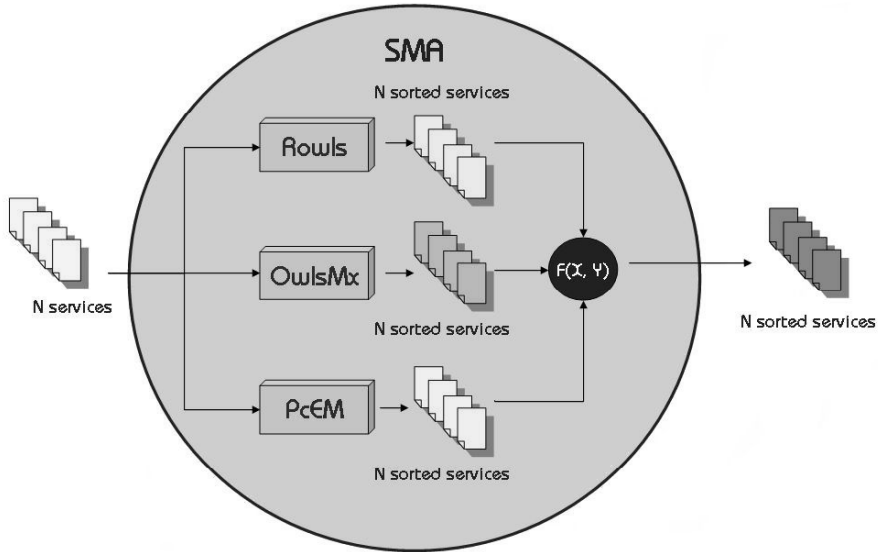 SMA
N sorted services
Rowls
N services
OwlsMx
F(X, Y)
N sorted services
N sorted services
PcEM
N sorted services